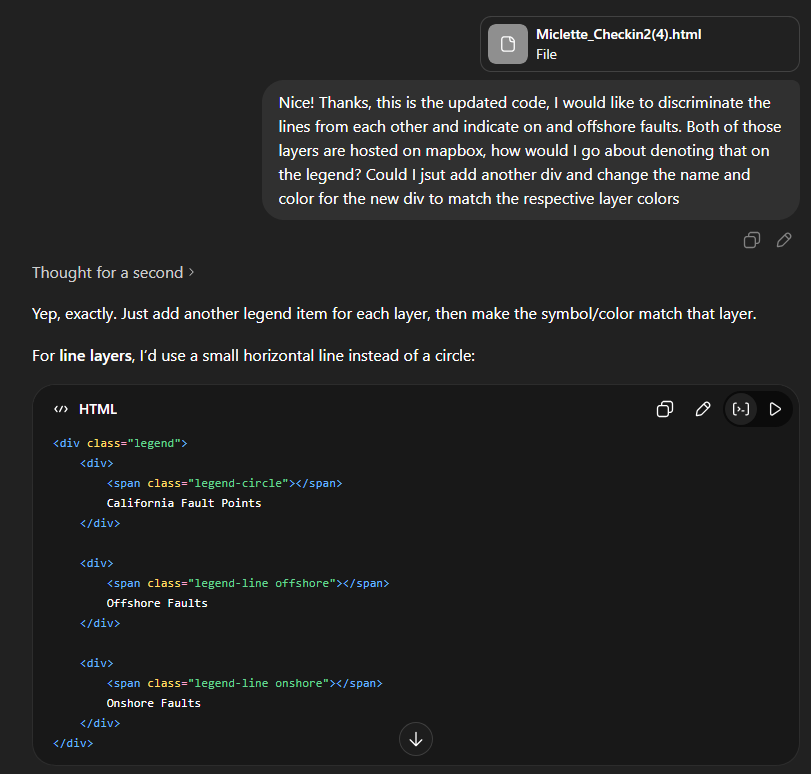 Miclette_Checkin2(4).html
File
Nice! Thanks, this is the updated code, I would like to discriminate the
lines from each other and indicate on and offshore faults. Both of those
layers are hosted on mapbox, how would I go about denoting that on
the legend? Could I jsut add another div and change the name and
color for the new div to match the respective layer colors
Thought for a second >
Yep, exactly. Just add another legend item for each layer, then make the symbol/color match that layer.
For line layers, I'd use a small horizontal line instead of a circle:
</> HTML
<div class="legend">
<div>
<span class="legend-circle"></span>
California Fault Points
</div>
<div>
<span class="legend-line offshore"></span>
Offshore Faults
</div>
<div>
<span class="legend-line onshore"></span>
Onshore Faults
</div>
</div>